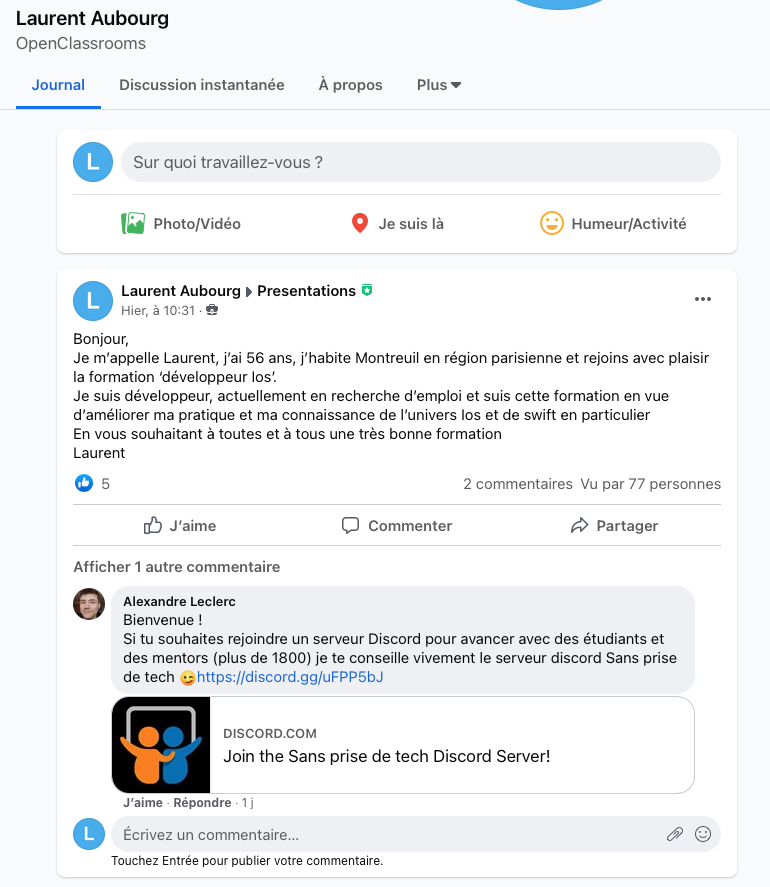 Laurent Aubourg
OpenClassrooms
Journal Discussion instantanée À propos Plus
L Sur quoi travaillez-vous ?
Photo/Vidéo Je suis là Humeur/Activité
L Laurent Aubourg Presentations
Hier, à 10:31 ·
Bonjour,
Je m’appelle Laurent, j’ai 56 ans, j’habite Montreuil en région parisienne et rejoins avec plaisir
la formation ‘développeur Ios’.
Je suis développeur, actuellement en recherche d’emploi et suis cette formation en vue
d’améliorer ma pratique et ma connaissance de l’univers Ios et de swift en particulier
En vous souhaitant à toutes et à tous une très bonne formation
Laurent
5 2 commentaires Vu par 77 personnes
J’aime Commenter Partager
Afficher 1 autre commentaire
Alexandre Leclerc
Bienvenue !
Si tu souhaites rejoindre un serveur Discord pour avancer avec des étudiants et
des mentors (plus de 1800) je te conseille vivement le serveur discord Sans prise
de tech 😉https://discord.gg/uFPP5bJ
DISCORD.COM
Join the Sans prise de tech Discord Server!
J’aime · Répondre · 1 j
L Écrivez un commentaire...
Touchez Entrée pour publier votre commentaire.